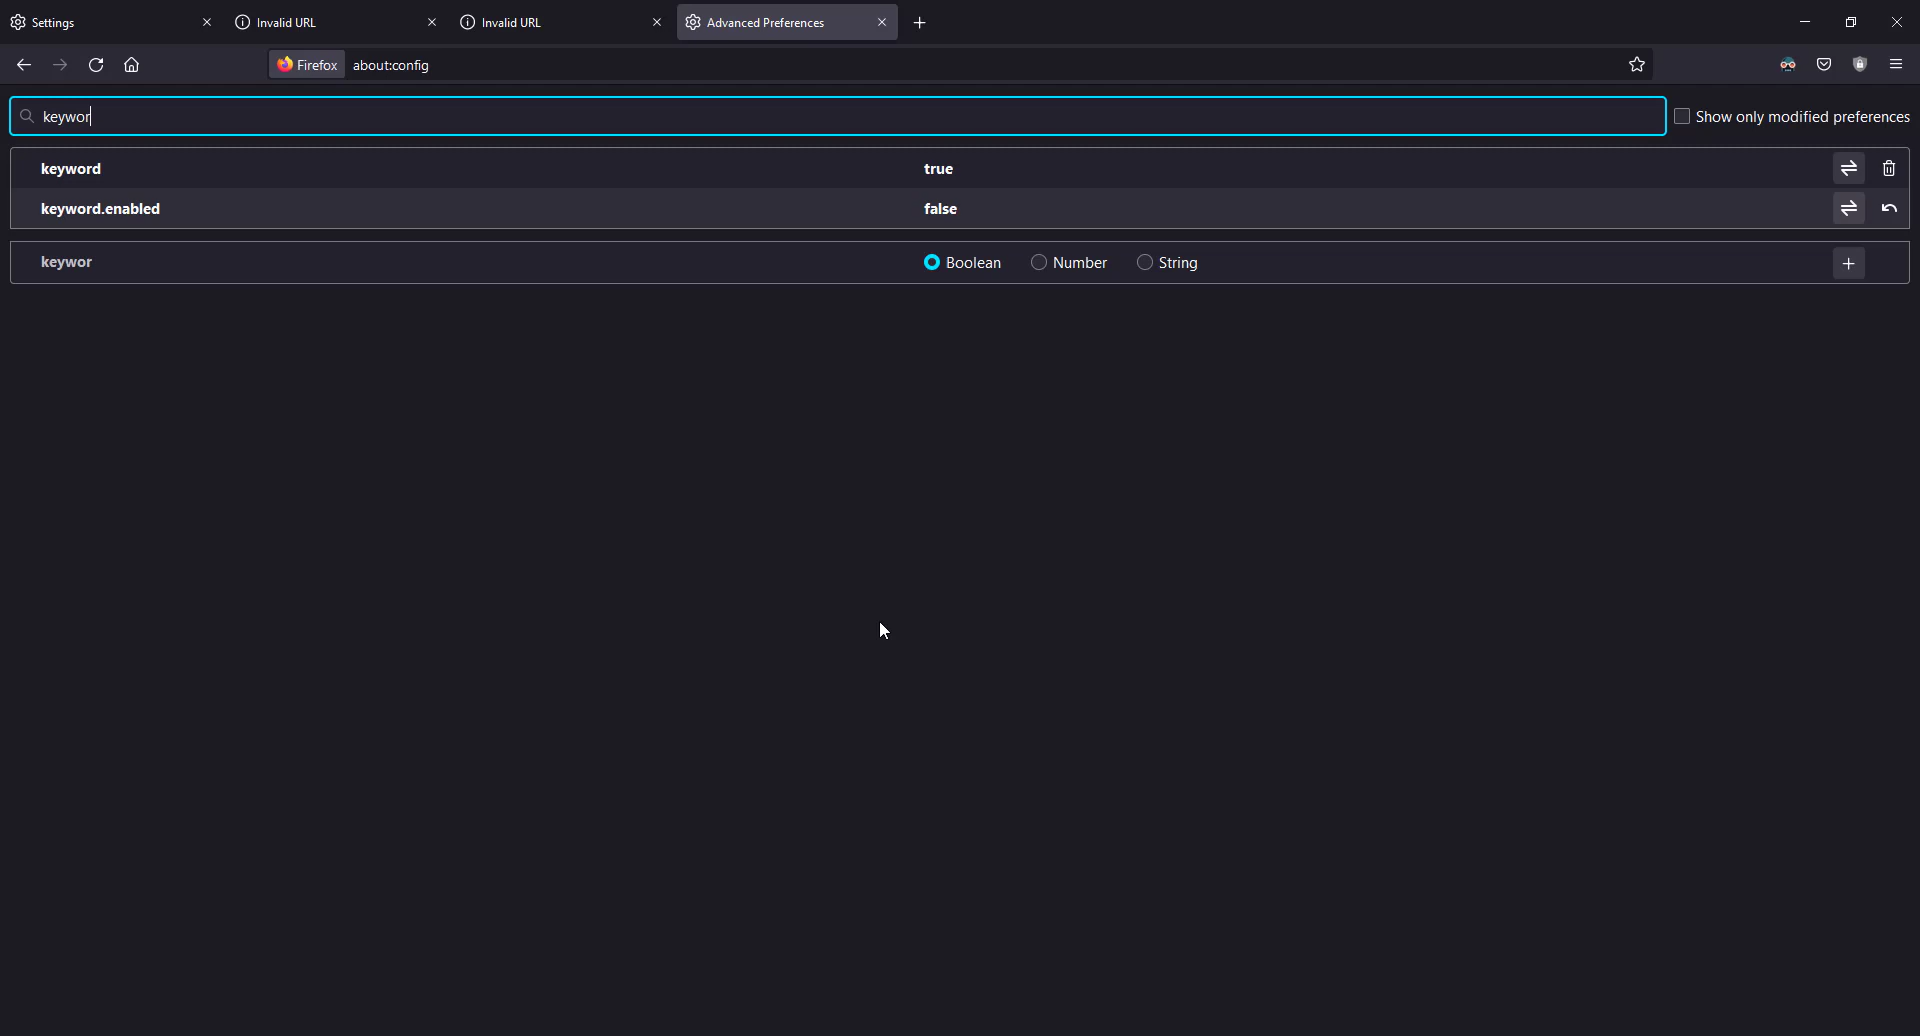 Settings
Invalid URL
Invalid URL
Advanced Preferences
Firefox
about:config
keywor
Show only modified preferences
keyword true
keyword.enabled false
keywor Boolean Number String